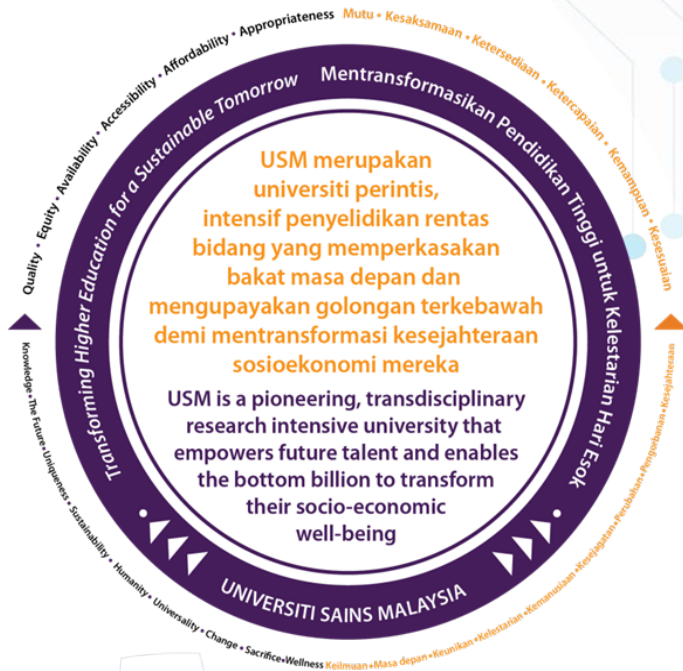 Quality • Equity • Availability • Accessibility • Affordability • Appropriateness
Mutu • Kesaksamaan • Ketersediaan • Ketercapaian • Kemampuan • Kesesuaian
Transforming Higher Education for a Sustainable Tomorrow
Mentransformasikan Pendidikan Tinggi untuk Kelestarian Hari Esok
USM merupakan
universiti perintis,
intensif penyelidikan rentas
bidang yang memperkasakan
bakat masa depan dan
mengupayakan golongan terkebawah
demi mentransformasi kesejahteraan
sosioekonomi mereka
USM is a pioneering, transdisciplinary
research intensive university that
empowers future talent and enables
the bottom billion to transform
their socio-economic
well-being
UNIVERSITI SAINS MALAYSIA
Knowledge • The Future • Uniqueness • Sustainability • Humanity • Universality • Change • Sacrifice • Wellness
Keilmuan • Masa depan • Keunikan • Kelestarian • Kemanusiaan • Kesejagatan • Perubahan • Pengorbanan • Kesejahteraan